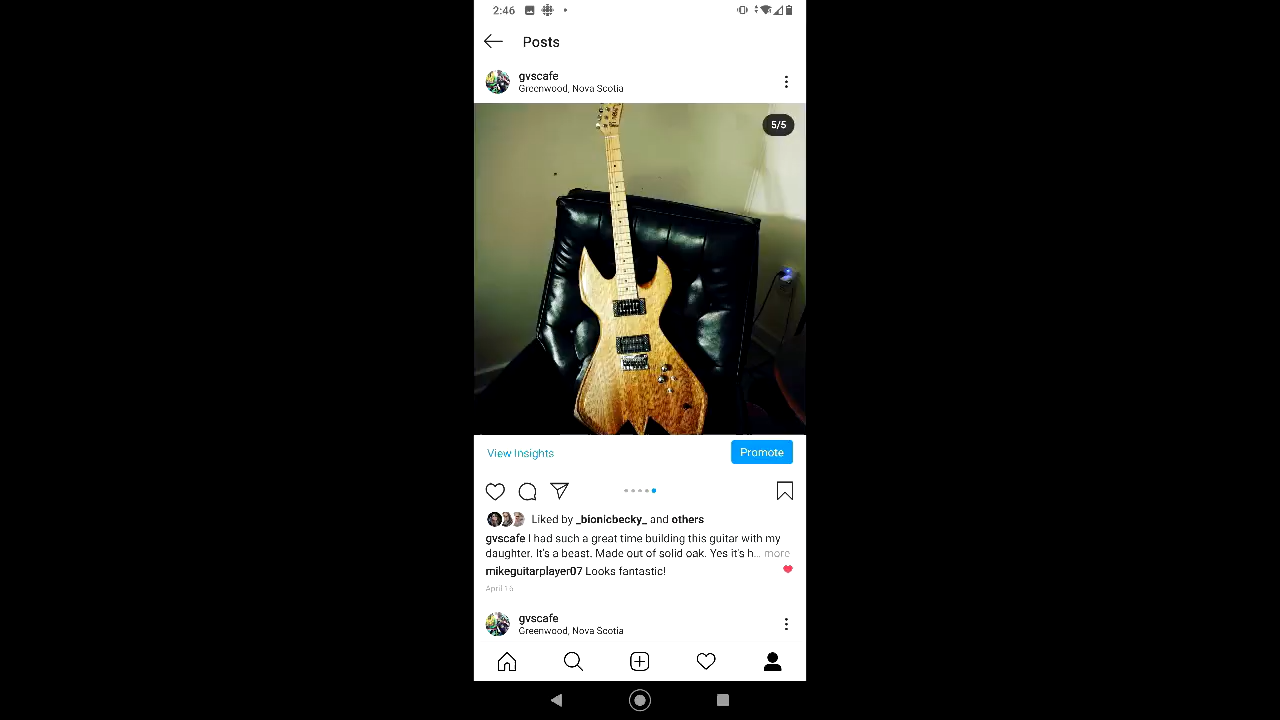 2:46
Posts
gvscafe
Greenwood, Nova Scotia
5/5
View Insights
Promote
Liked by _bionicbecky_ and others
gvscafe I had such a great time building this guitar with my
daughter. It's a beast. Made out of solid oak. Yes it's h... more
mikeguitarplayer07 Looks fantastic!
April 16
gvscafe
Greenwood, Nova Scotia